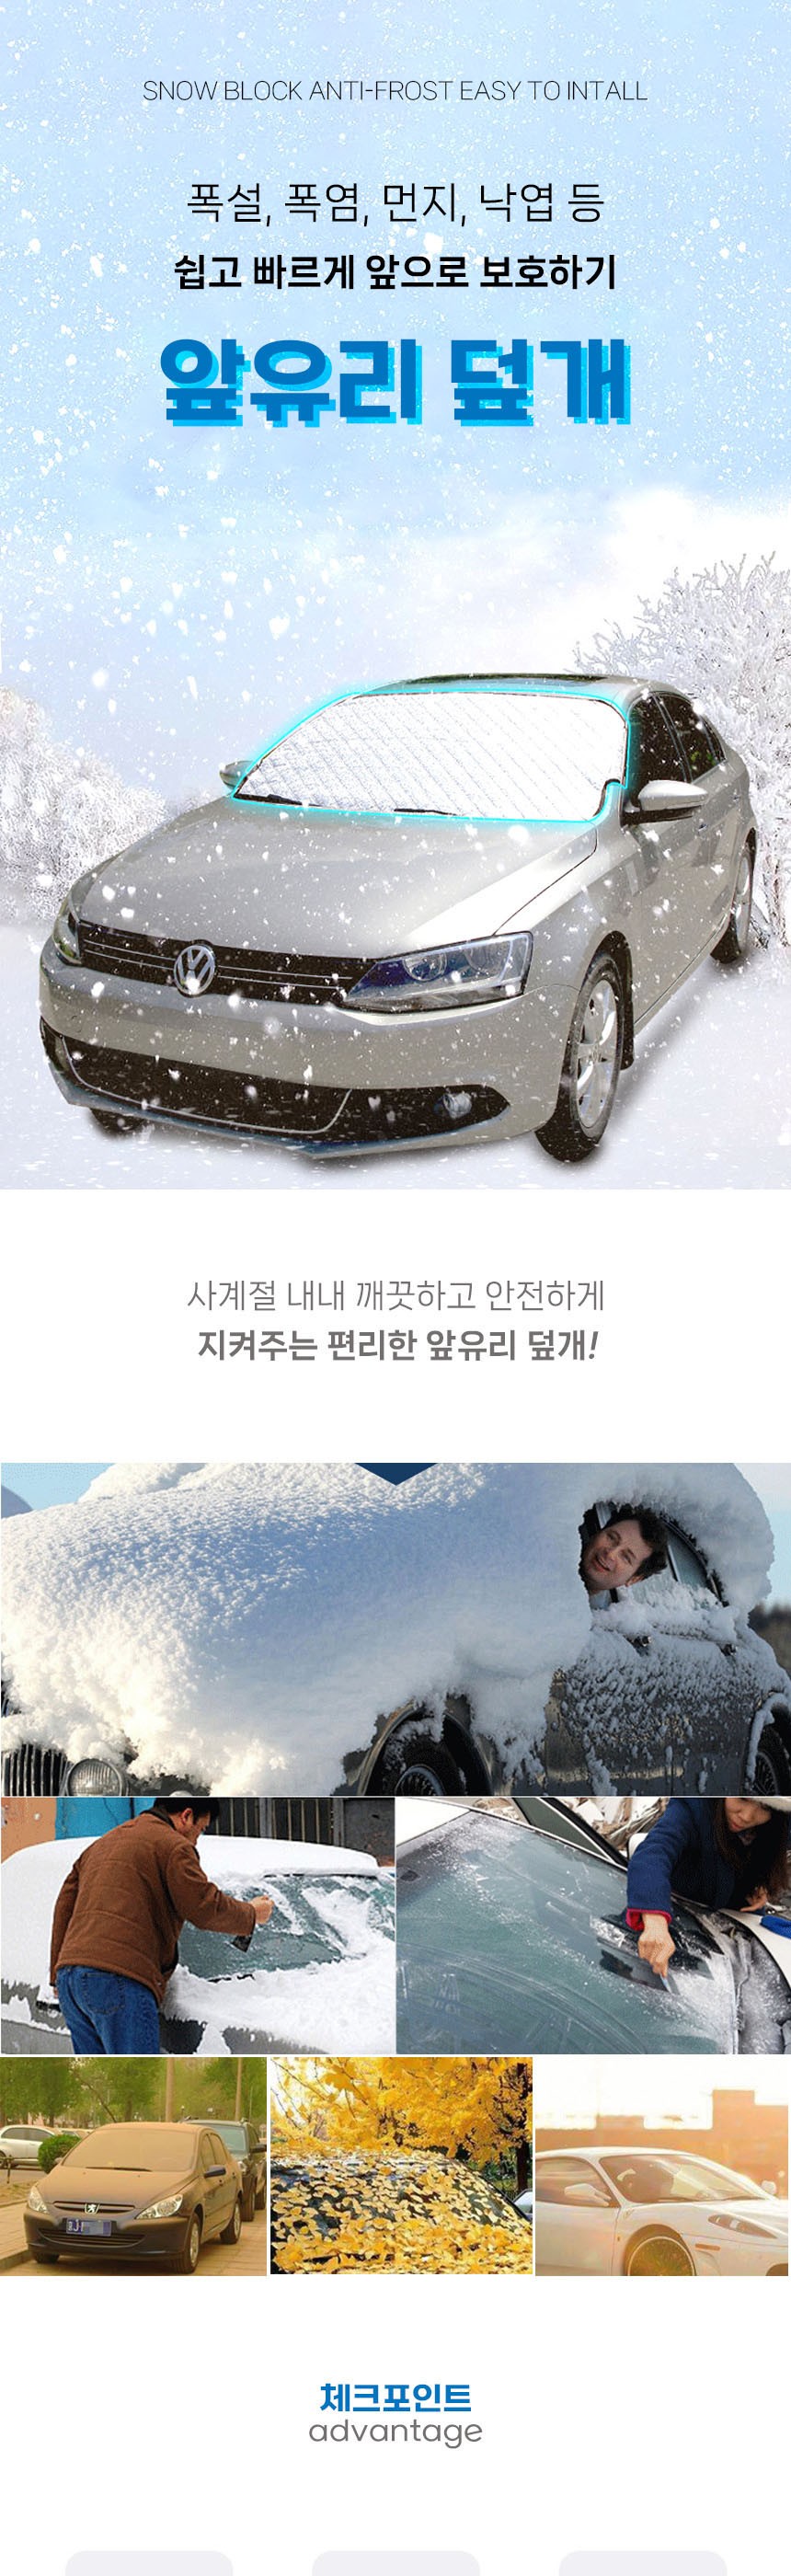 SNOW BLOCK ANTI-FROST EASY TO INTALL
폭설, 폭염, 먼지, 낙엽 등
쉽고 빠르게 앞으로 보호하기
앞유리 덮개
사계절 내내 깨끗하고 안전하게
지켜주는 편리한 앞유리 덮개!
체크포인트
advantage